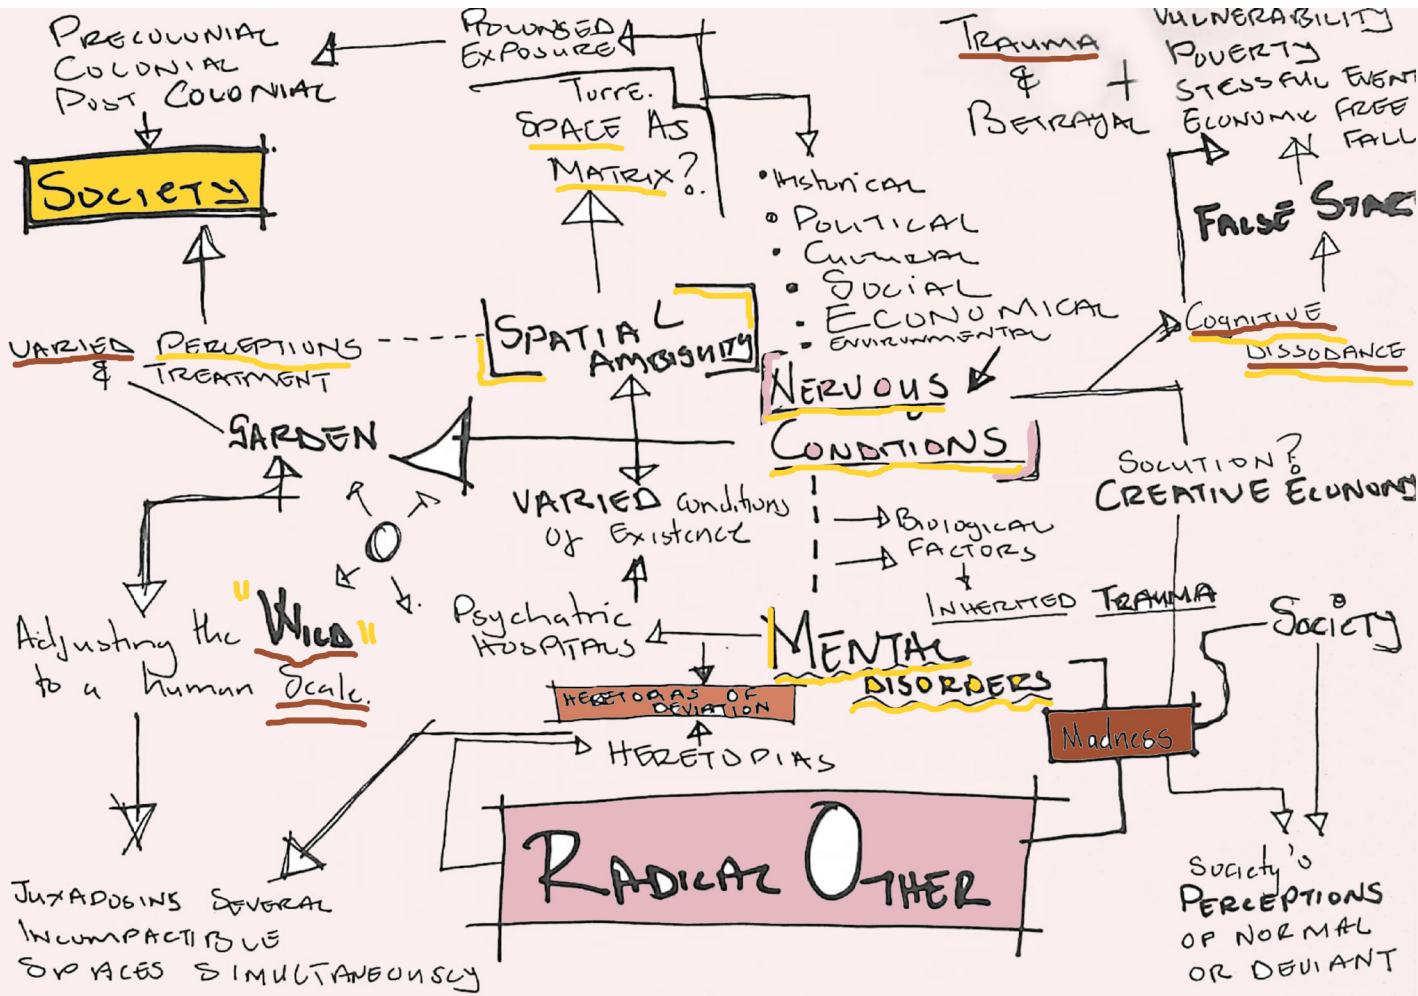 PRECOLONIAL
COLONIAL
POST COLONIAL
SOCIETY
PROLONGED
EXPOSURE
TURRE.
SPACE AS
MATRIX?
TRAUMA
&
BETRAYAL
+
VULNERABILITY
POVERTY
STESSFUL EVENT
ECONOMIC FREE
FALL
FALSE START
• HISTORICAL
• POLITICAL
• CULTURAL
• SOCIAL
• ECONOMICAL
• ENVIRONMENTAL
COGNITIVE
DISSODANCE
VARIED PERCEPTIONS
& TREATMENT
SPATIAL
AMBIGUITY
NERVOUS
CONDITIONS
GARDEN
SOLUTION?
CREATIVE ECONOMY
VARIED conditions
of Existence
BIOLOGICAL
FACTORS
INHERITED TRAUMA
Adjusting the "WILD"
to a human Scale.
Psychatric
HOSPITALS
MENTAL
DISORDERS
SOCIETY
HERETOPIAS OF
DEVIATION
HERETOPIAS
Madness
RADICAL OTHER
JUXADOSING SEVERAL
INCOMPACTIBLE
SPACES SIMULTANEOUSLY
Society's
PERCEPTIONS
OF NORMAL
OR DEVIANT